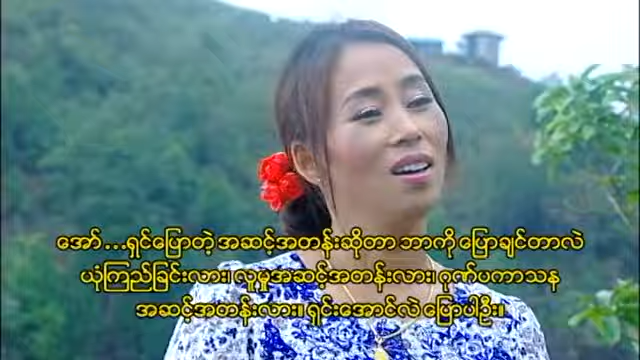 အော်...ရှင်ပြောတဲ့ အဆင့်အတန်းဆိုတာ ဘာကို ပြောချင်တာလဲ
ယုံကြည်ခြင်းလား၊ လူမှုအဆင့်အတန်းလား၊ ဂုဏ်ပကာသန
အဆင့်အတန်းလား။ ရှင်းအောင်လဲ ပြောပါဦး။